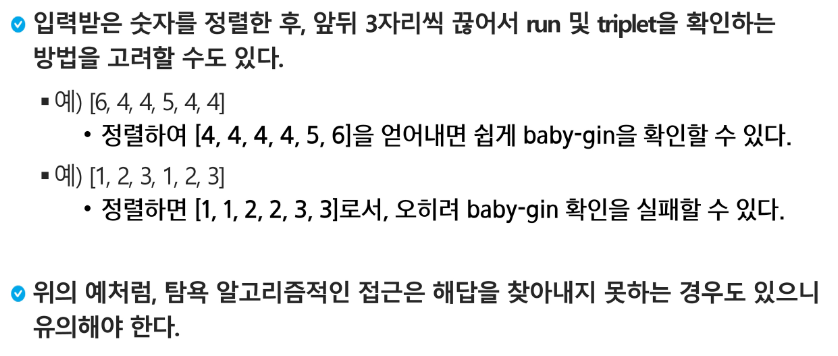 입력받은 숫자를 정렬한 후, 앞뒤 3자리씩 끊어서 run 및 triplet을 확인하는
방법을 고려할 수도 있다.
▪예) [6, 4, 4, 5, 4, 4]
• 정렬하여 [4, 4, 4, 4, 5, 6]을 얻어내면 쉽게 baby-gin을 확인할 수 있다.
▪예) [1, 2, 3, 1, 2, 3]
• 정렬하면 [1, 1, 2, 2, 3, 3]로서, 오히려 baby-gin 확인을 실패할 수 있다.
위의 예처럼, 탐욕 알고리즘적인 접근은 해답을 찾아내지 못하는 경우도 있으니
유의해야 한다.